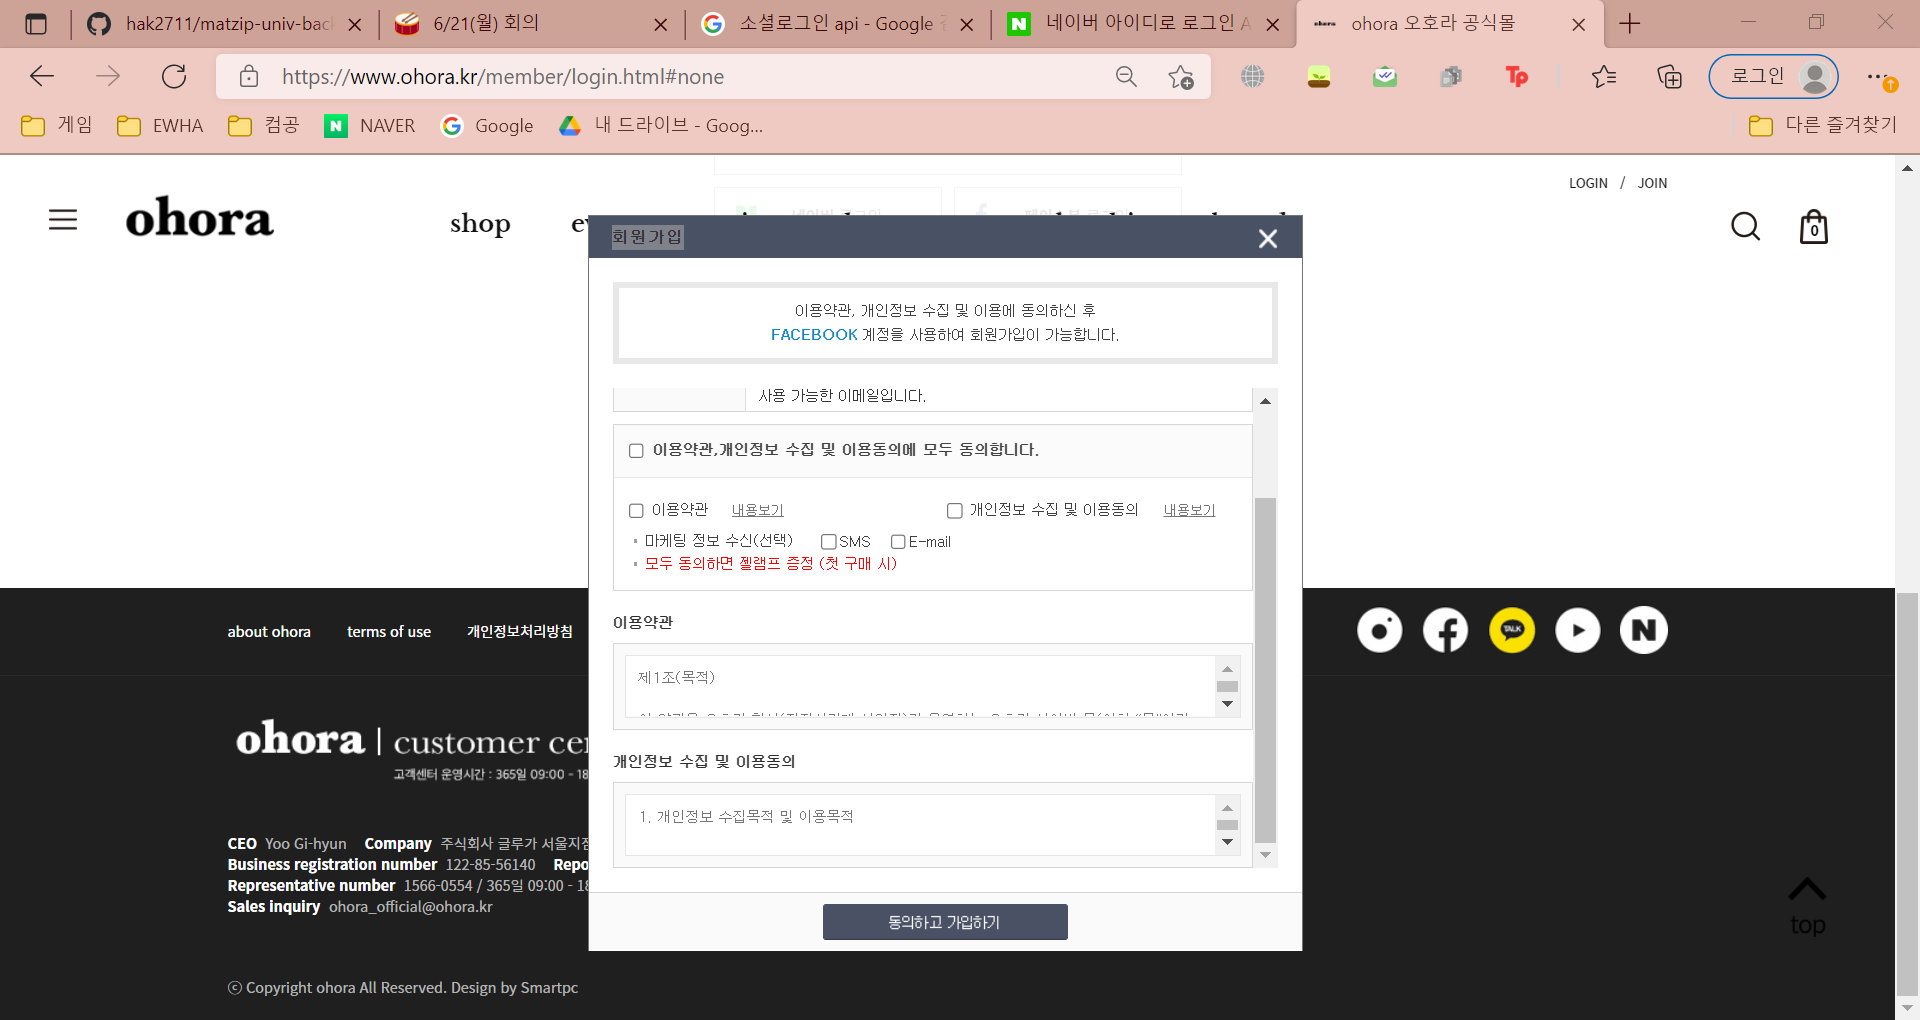 hak2711/matzip-univ-back
6/21(월) 회의
소셜로그인 api - Google
네이버 아이디로 로그인 A
ohora 오호라 공식몰
https://www.ohora.kr/member/login.html#none
로그인
게임
EWHA
컴공
NAVER
Google
내 드라이브 - Goog...
다른 즐겨찾기
LOGIN / JOIN
ohora
shop
0
회원가입
이용약관, 개인정보 수집 및 이용에 동의하신 후
FACEBOOK 계정을 사용하여 회원가입이 가능합니다.
사용 가능한 이메일입니다.
이용약관,개인정보 수집 및 이용동의에 모두 동의합니다.
이용약관 내용보기 개인정보 수집 및 이용동의 내용보기
마케팅 정보 수신(선택) SMS E-mail
모두 동의하면 젤램프 증정 (첫 구매 시)
이용약관
제1조(목적)
개인정보 수집 및 이용동의
1. 개인정보 수집목적 및 이용목적
동의하고 가입하기
about ohora
terms of use
개인정보처리방침
TALK
N
ohora | customer cen
고객센터 운영시간 : 365일 09:00 - 18
CEO Yoo Gi-hyun Company 주식회사 글루가 서울지점
Business registration number 122-85-56140 Repo
Representative number 1566-0554 / 365일 09:00 - 18
Sales inquiry ohora_official@ohora.kr
top
ⓒ Copyright ohora All Reserved. Design by Smartpc